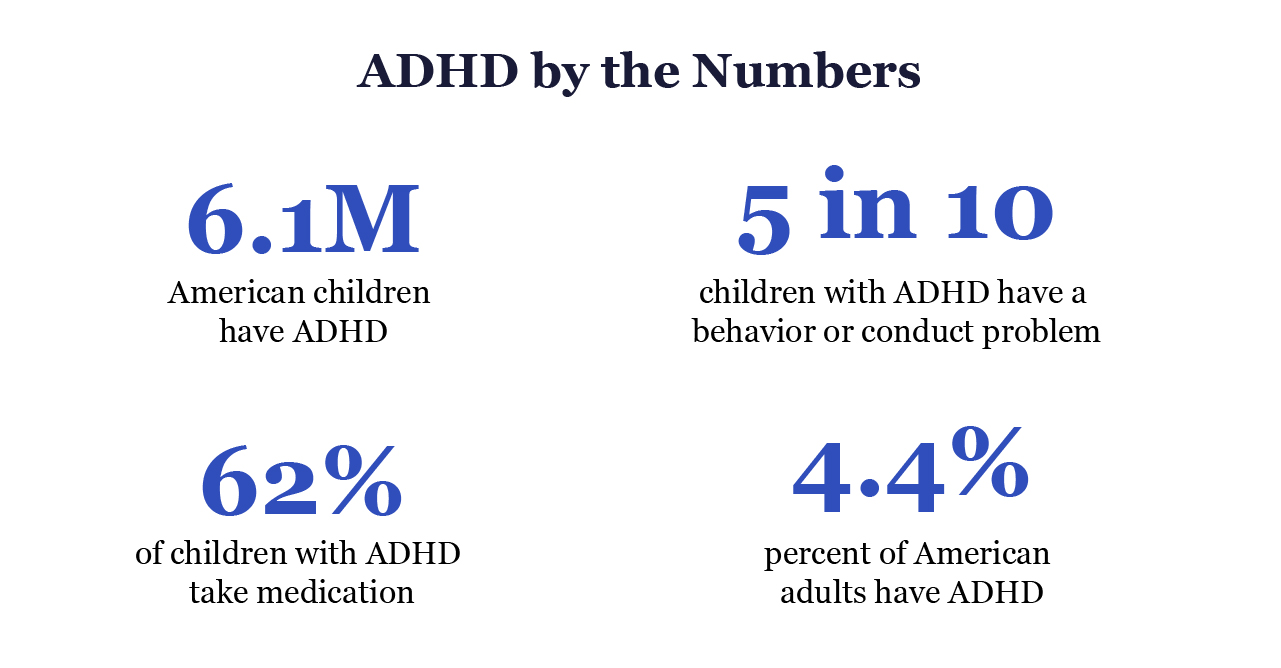 ADHD by the Numbers
6.1M
American children
have ADHD
5 in 10
children with ADHD have a
behavior or conduct problem
62%
of children with ADHD
take medication
4.4%
percent of American
adults have ADHD